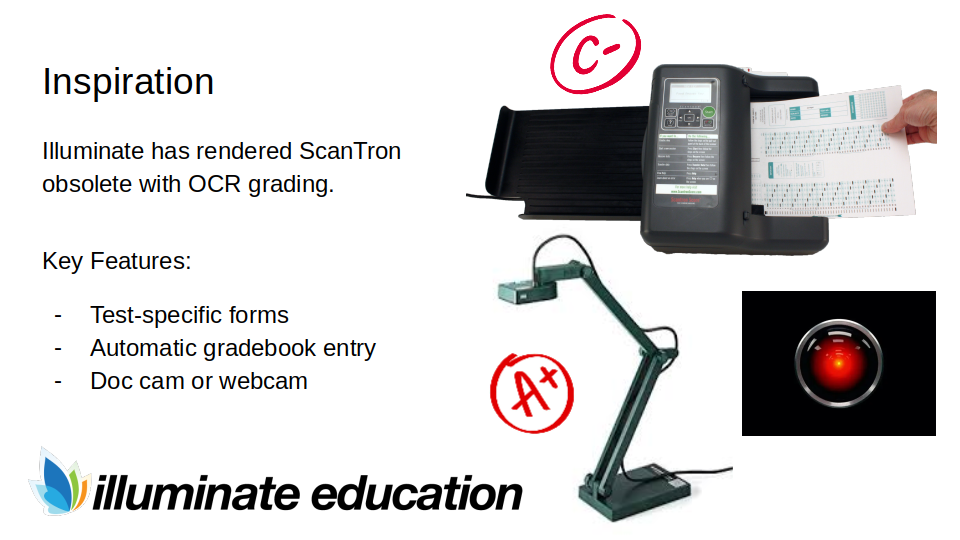 Inspiration
Illuminate has rendered ScanTron
obsolete with OCR grading.
Key Features:
- Test-specific forms
- Automatic gradebook entry
- Doc cam or webcam
illuminate education
C-
A+